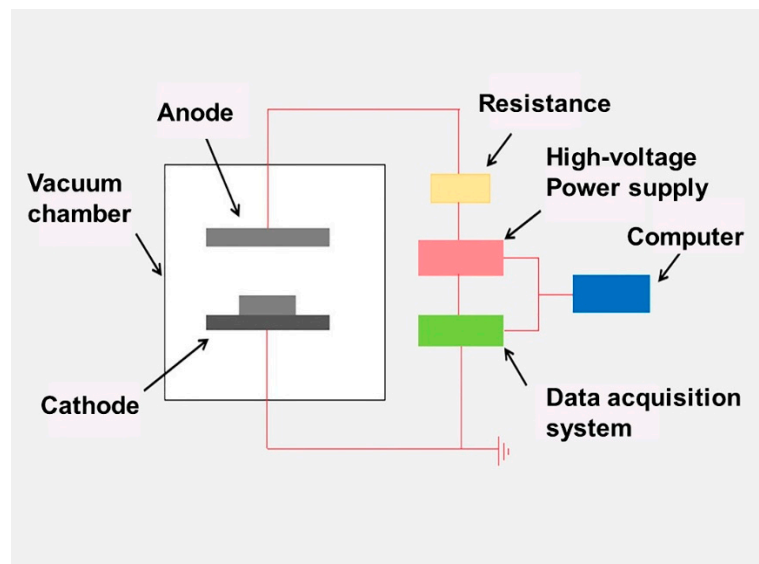 Anode
Resistance
Vacuum
chamber
High-voltage
Power supply
Computer
Cathode
Data acquisition
system